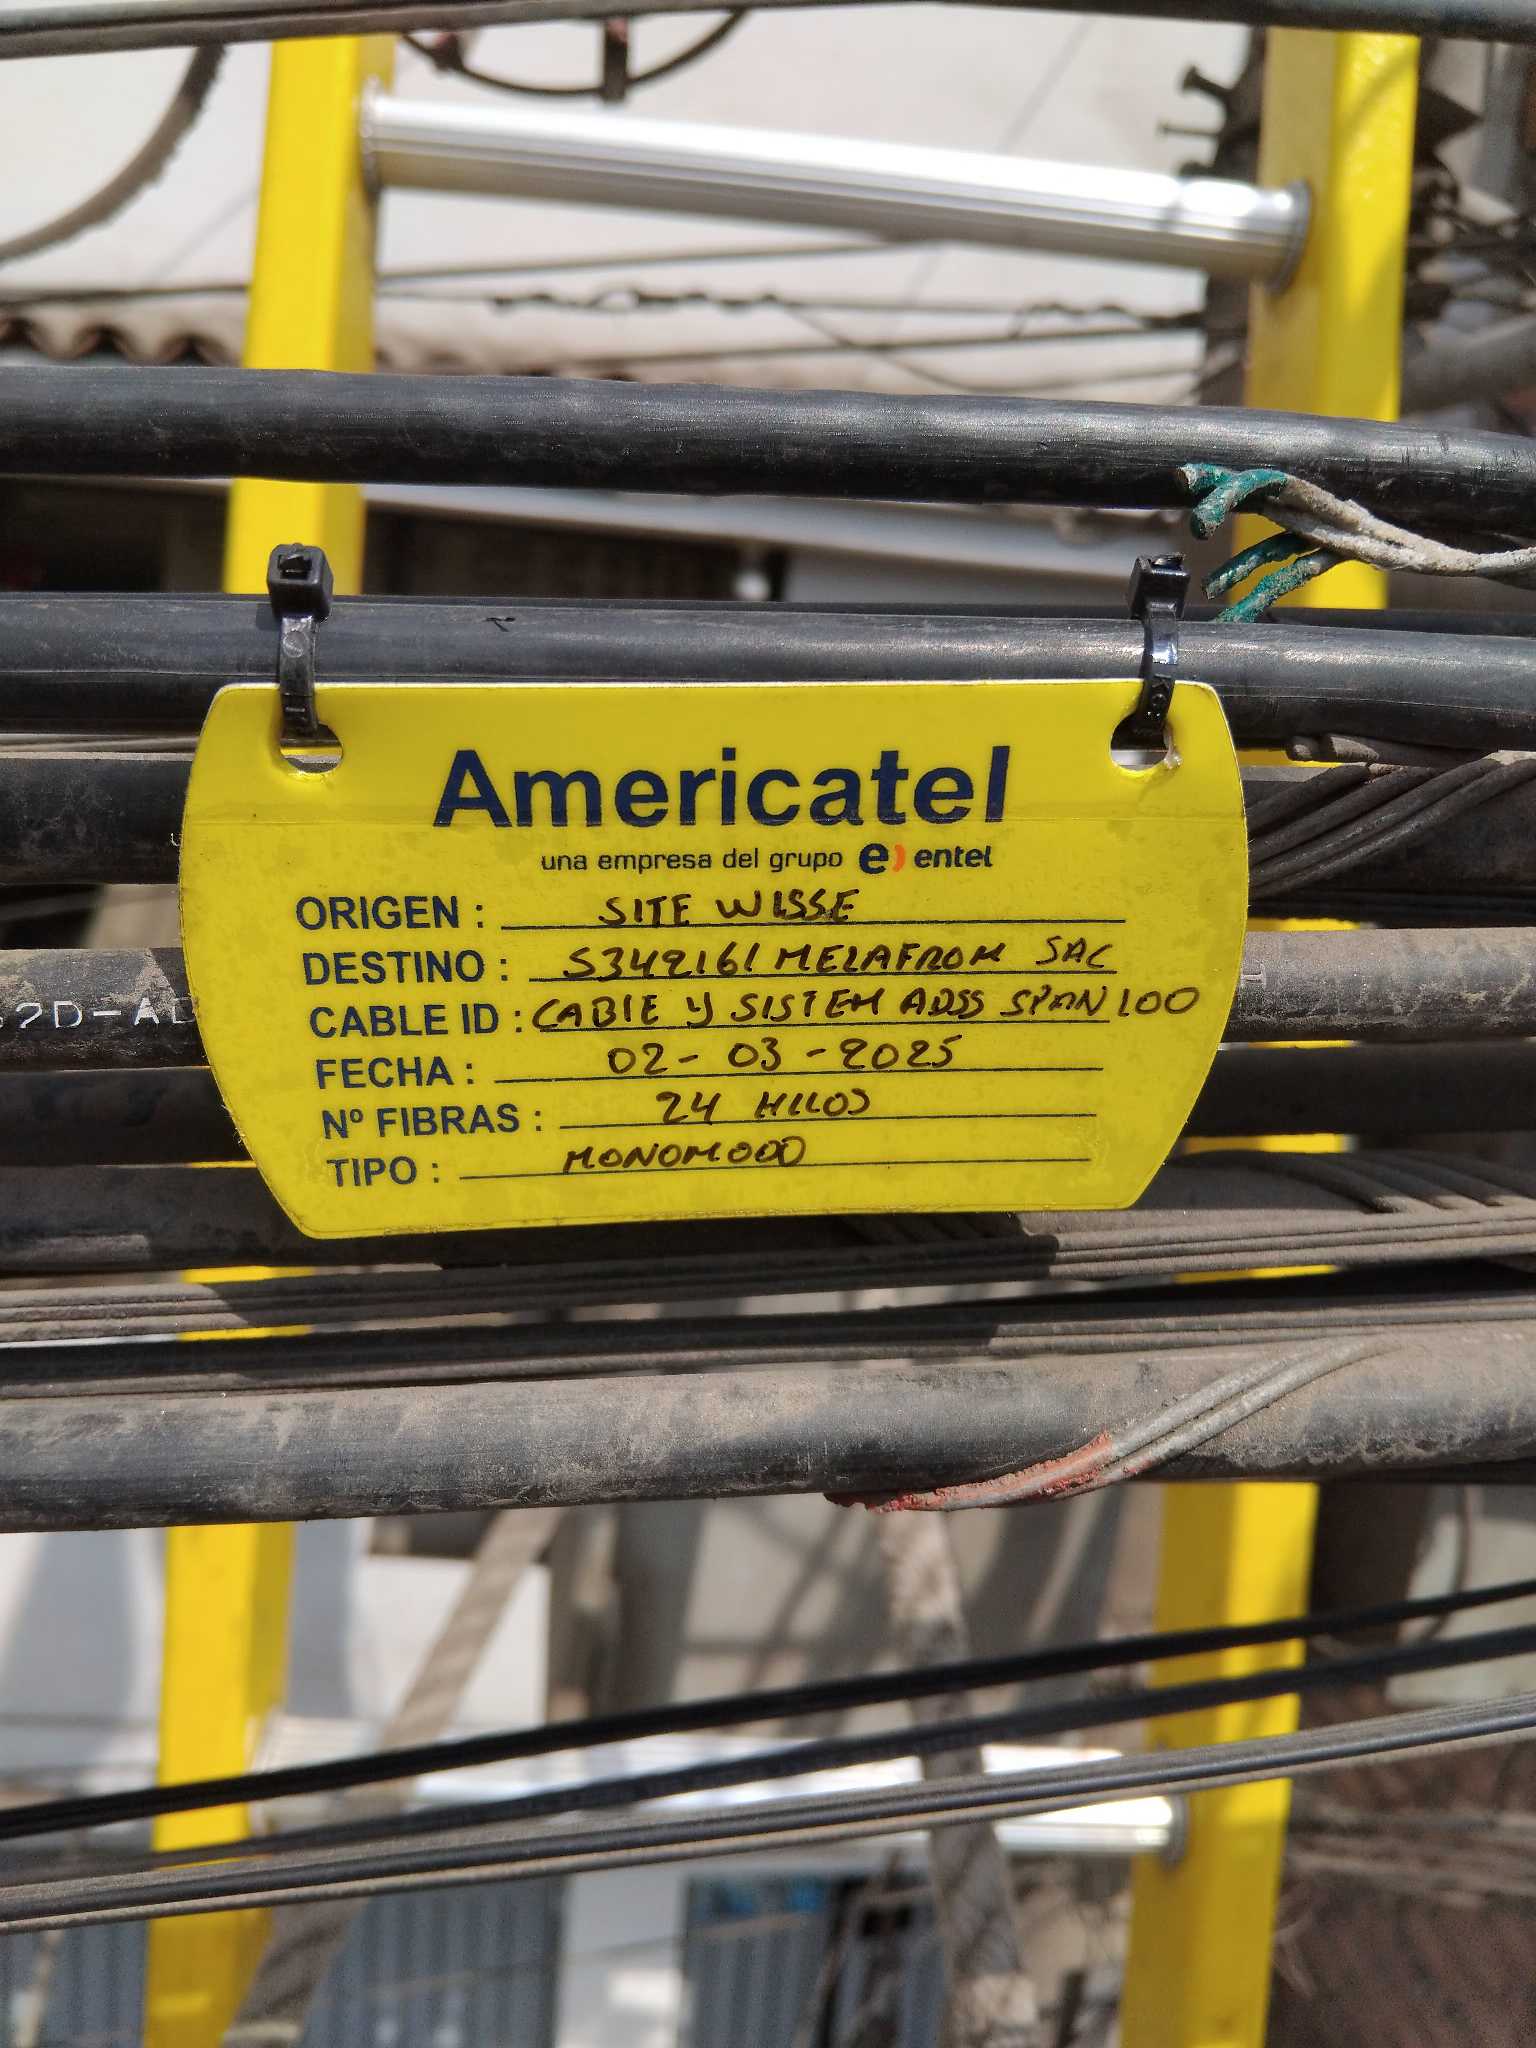 Americatel
una empresa del grupo e) entel
ORIGEN : SITE WISSE
DESTINO : S342161 MELAFROM SAC
CABLE ID : CABLE Y SISTEM ADSS SPAN 100
FECHA : 02-03-2025
Nº FIBRAS : 24 HILOS
TIPO : MONOMODO